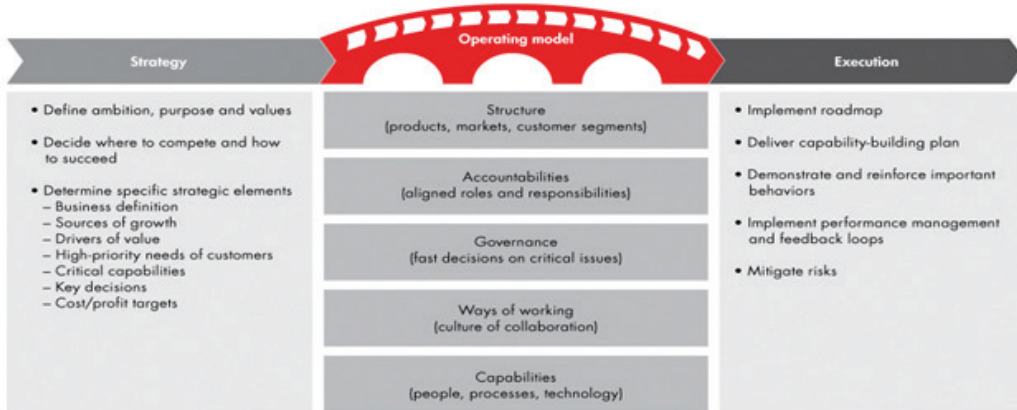 Strategy
Operating model
Execution
• Define ambition, purpose and values
• Decide where to compete and how
to succeed
• Determine specific strategic elements
– Business definition
– Sources of growth
– Drivers of value
– High-priority needs of customers
– Critical capabilities
– Key decisions
– Cost/profit targets
Structure
(products, markets, customer segments)
Accountabilities
(aligned roles and responsibilities)
Governance
(fast decisions on critical issues)
Ways of working
(culture of collaboration)
Capabilities
(people, processes, technology)
• Implement roadmap
• Deliver capability-building plan
• Demonstrate and reinforce important
behaviors
• Implement performance management
and feedback loops
• Mitigate risks